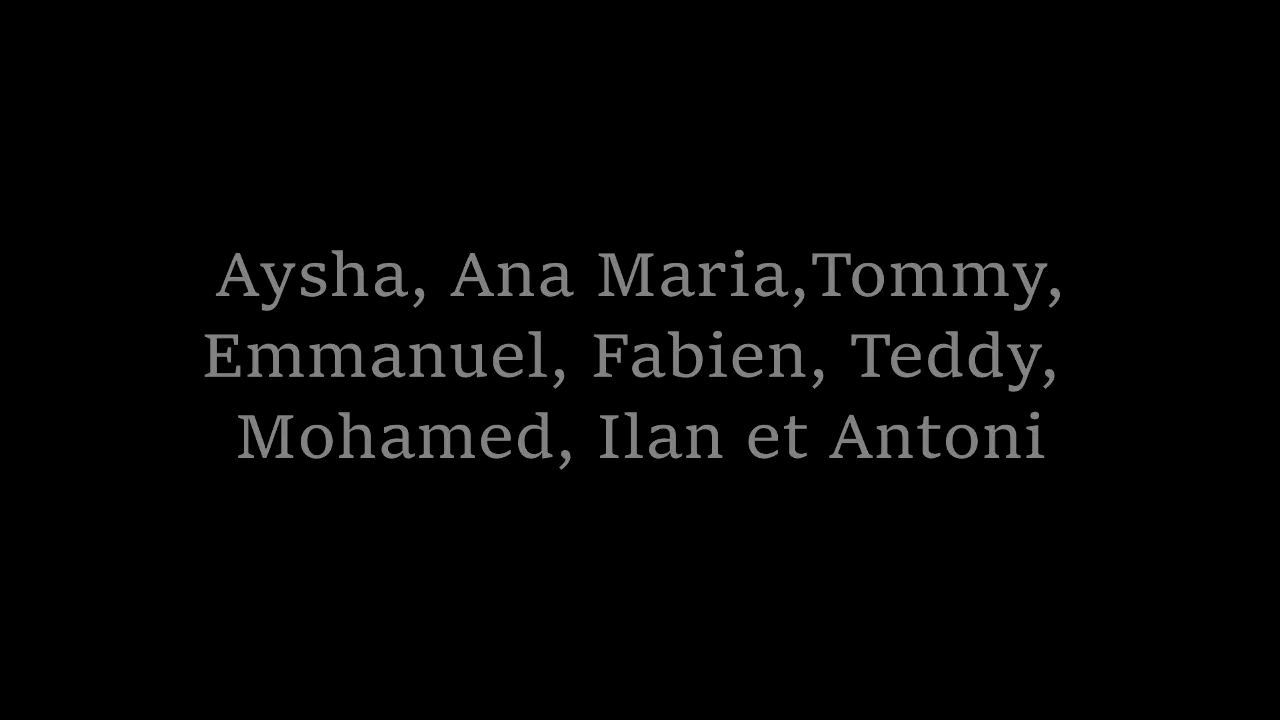 Aysha, Ana Maria,Tommy,
Emmanuel, Fabien, Teddy,
Mohamed, Ilan et Antoni